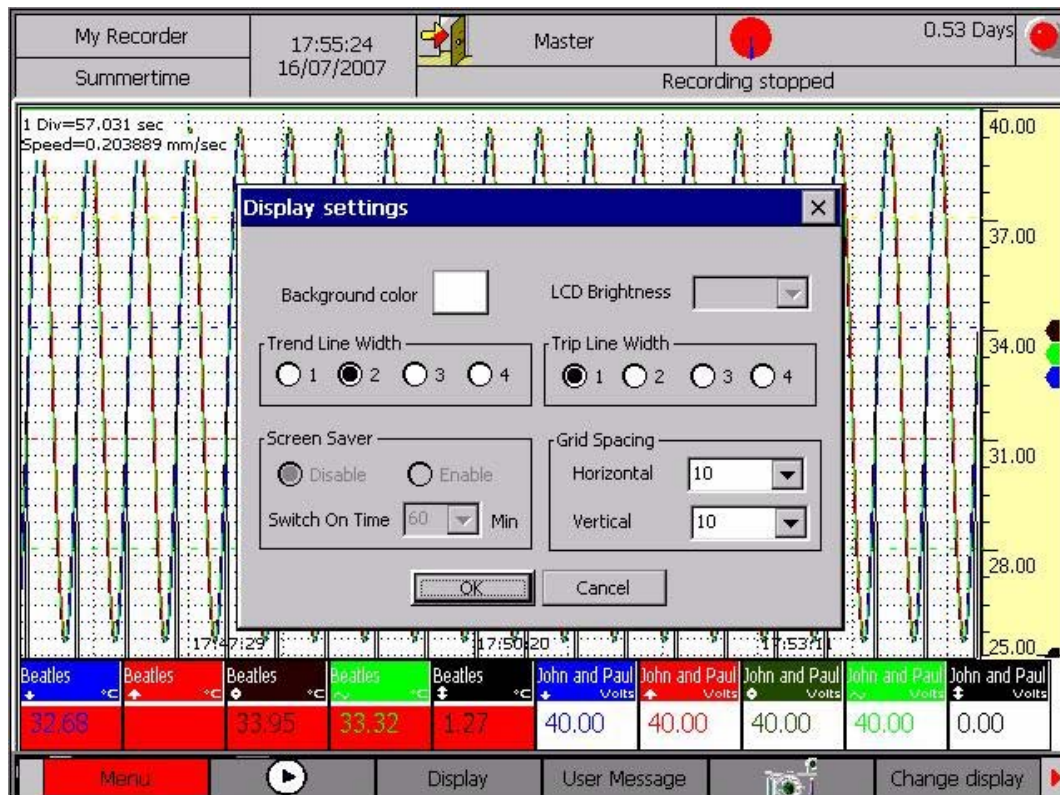 My Recorder
Summertime
17:55:24
16/07/2007
Master
0.53 Days
Recording stopped
1 Div=57.031 sec
Speed=0.203889 mm/sec
40.00
37.00
34.00
31.00
28.00
25.00
Display settings
Background color
LCD Brightness
Trend Line Width
1 2 3 4
Trip Line Width
1 2 3 4
Screen Saver
Disable
Enable
Switch On Time 60 Min
Grid Spacing
Horizontal 10
Vertical 10
OK
Cancel
17:47:29
17:50:20
17:53:11
Beatles Beatles Beatles Beatles Beatles John and Paul John and Paul John and Paul John and Paul John and Paul
°C °C °C °C °C Volts Volts Volts Volts Volts
32.68 33.95 33.32 1.27 40.00 40.00 40.00 40.00 0.00
Menu
Display
User Message
Change display